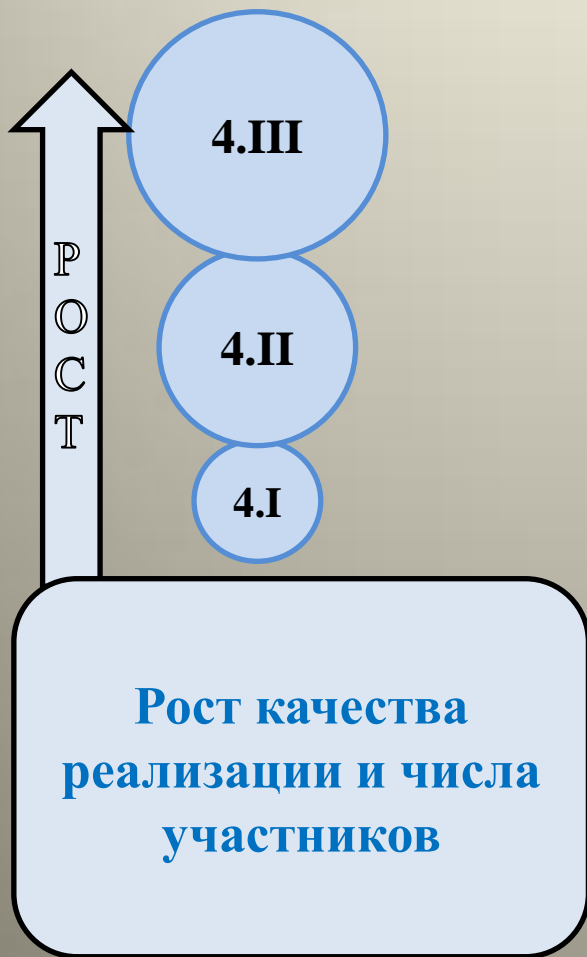 4.III
Р
О
С
Т
4.II
4.I
Рост качества
реализации и числа
участников